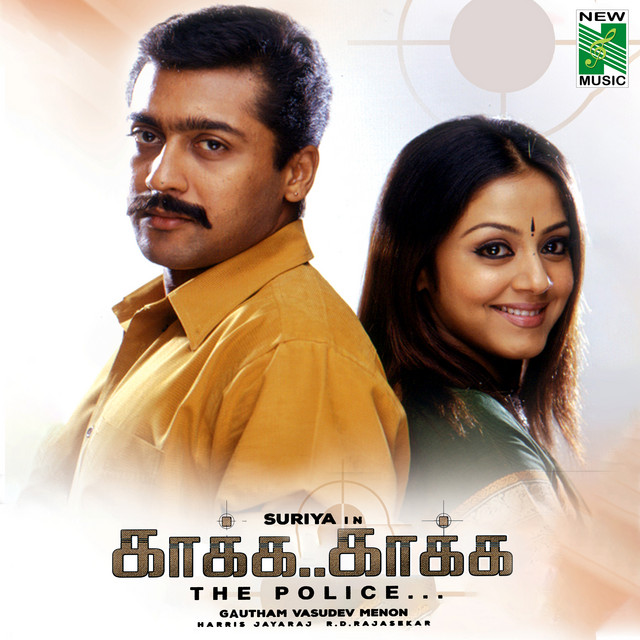 NEW
MUSIC
SURIYA IN
காக்க..காக்க
THE POLICE...
GAUTHAM VASUDEV MENON
HARRIS JAYARAJ R.D.RAJASEKAR